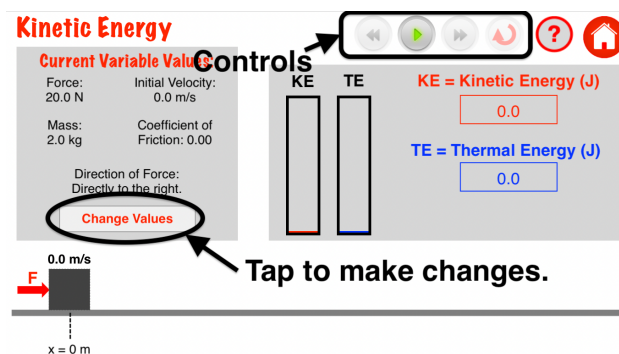 Kinetic Energy
Controls
?
Current Variable Values:
Force:
20.0 N
Initial Velocity:
0.0 m/s
Mass:
2.0 kg
Coefficient of
Friction: 0.00
Direction of Force:
Directly to the right.
Change Values
KE
TE
KE = Kinetic Energy (J)
0.0
TE = Thermal Energy (J)
0.0
Tap to make changes.
0.0 m/s
F
x = 0 m